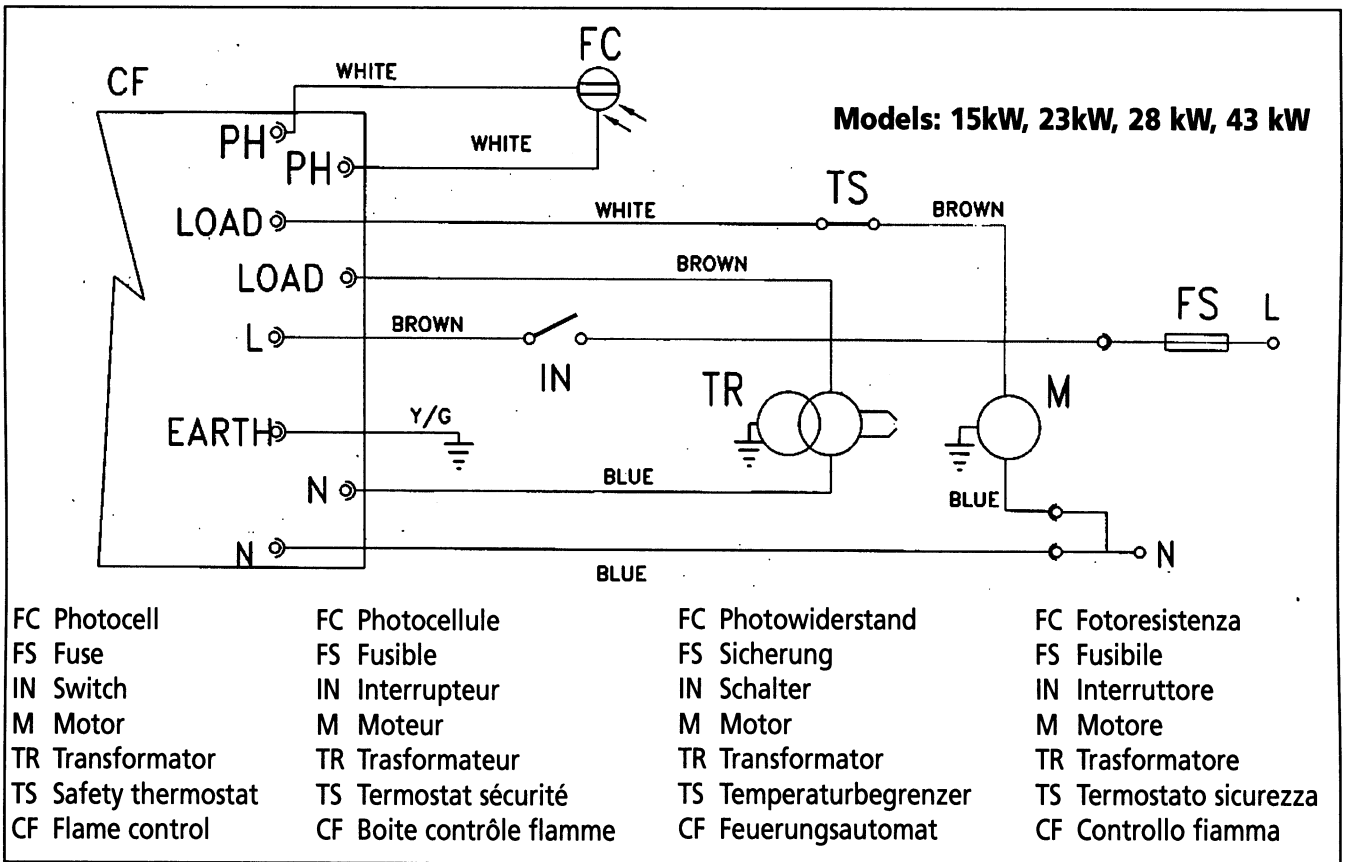 FC
CF
WHITE
Models: 15kW, 23kW, 28 kW, 43 kW
PH
WHITE
PH
TS
LOAD
WHITE
BROWN
LOAD
BROWN
FS
L
L
BROWN
IN
TR
M
EARTH
Y/G
N
BLUE
BLUE
N
BLUE
N
FC Photocell
FS Fuse
IN Switch
M Motor
TR Transformator
TS Safety thermostat
CF Flame control
FC Photocellule
FS Fusible
IN Interrupteur
M Moteur
TR Trasformateur
TS Termostat sécurité
CF Boite contrôle flamme
FC Photowiderstand
FS Sicherung
IN Schalter
M Motor
TR Transformator
TS Temperaturbegrenzer
CF Feuerungsautomat
FC Fotoresistenza
FS Fusibile
IN Interruttore
M Motore
TR Trasformatore
TS Termostato sicurezza
CF Controllo fiamma